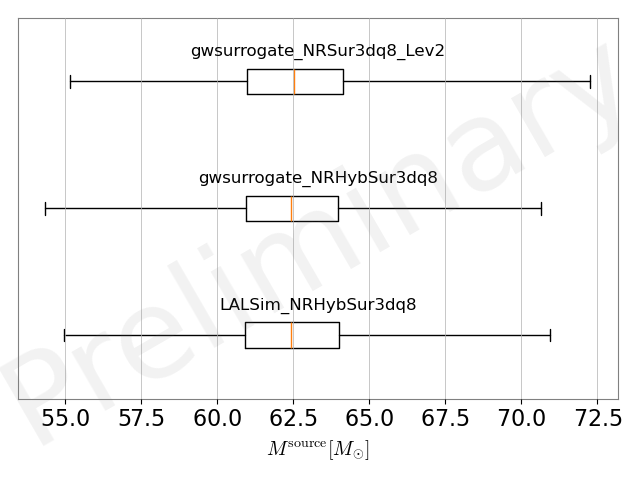 gwsurrogate_NRSur3dq8_Lev2
gwsurrogate_NRHybSur3dq8
LALSim_NRHybSur3dq8
Preliminary
55.0 57.5 60.0 62.5 65.0 67.5 70.0 72.5
M^source[M_⊙]